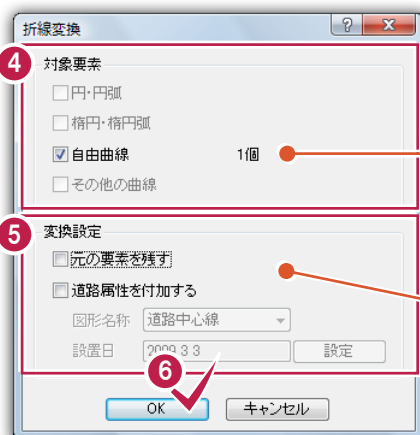 折線変換
4 対象要素
円・円弧
楕円・楕円弧
自由曲線 1個
その他の曲線
5 変換設定
元の要素を残す
道路属性を付加する
図形名称 道路中心線
設置日 2009 3 3 設定
6
OK キャンセル